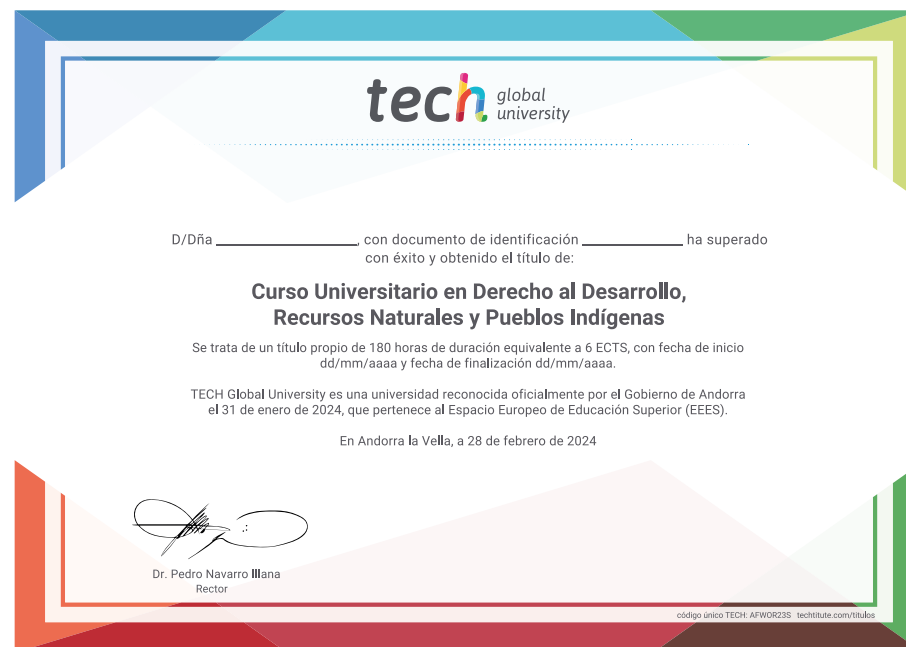 tech global
university
D/Dña ____________________, con documento de identificación ______________ ha superado
con éxito y obtenido el título de:
Curso Universitario en Derecho al Desarrollo,
Recursos Naturales y Pueblos Indígenas
Se trata de un título propio de 180 horas de duración equivalente a 6 ECTS, con fecha de inicio
dd/mm/aaaa y fecha de finalización dd/mm/aaaa.
TECH Global University es una universidad reconocida oficialmente por el Gobierno de Andorra
el 31 de enero de 2024, que pertenece al Espacio Europeo de Educación Superior (EEES).
En Andorra la Vella, a 28 de febrero de 2024
Dr. Pedro Navarro Illana
Rector
código único TECH: AFWOR23S techtitute.com/titulos